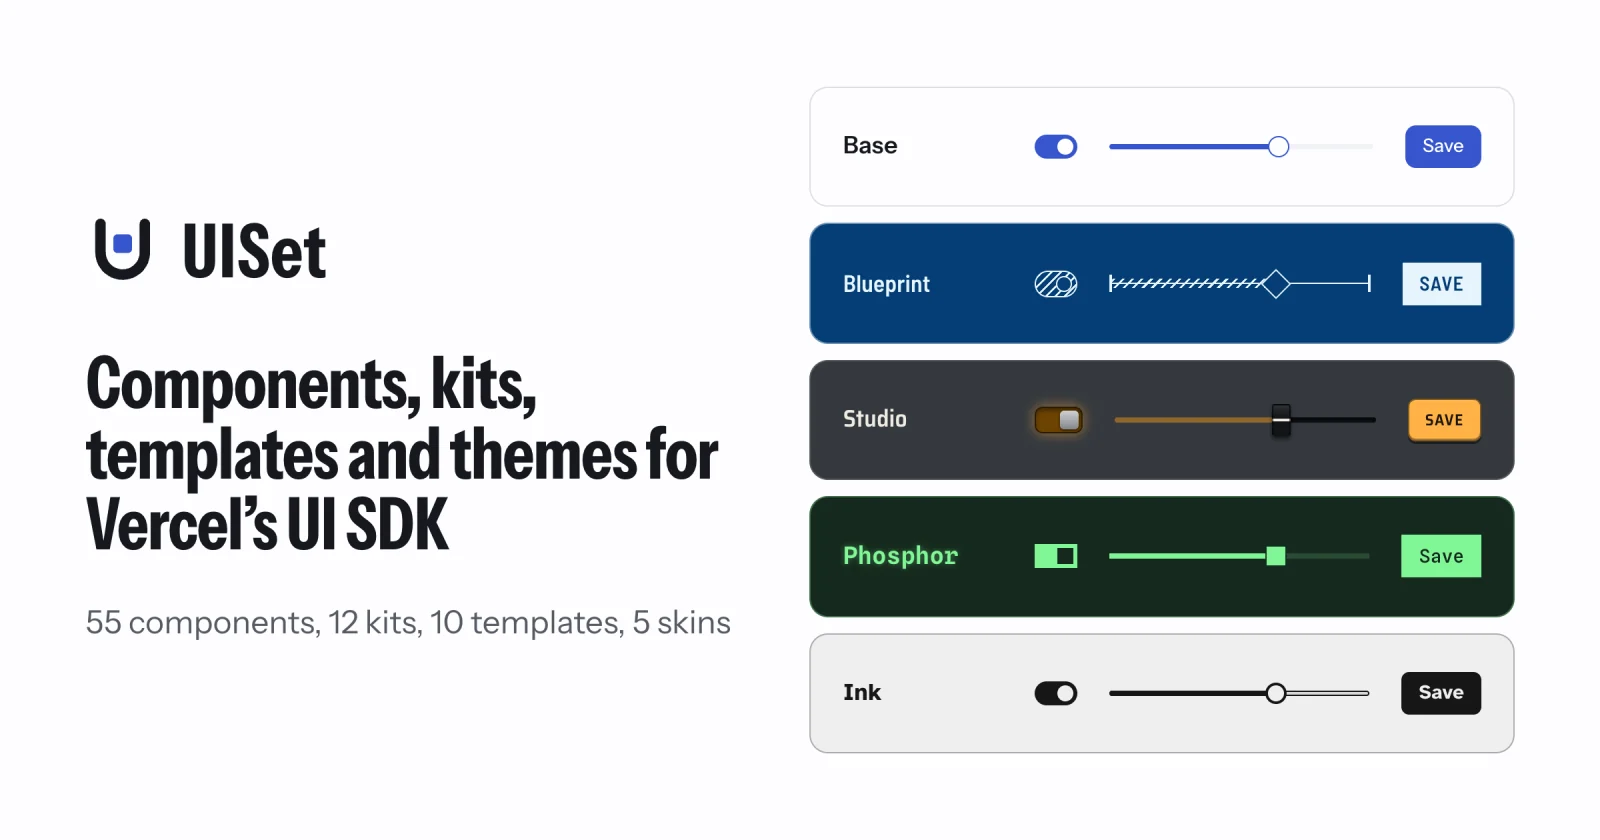 UISet
Components, kits,
templates and themes for
Vercel’s UI SDK
55 components, 12 kits, 10 templates, 5 skins
Base
Save
Blueprint
SAVE
Studio
SAVE
Phosphor
Save
Ink
Save